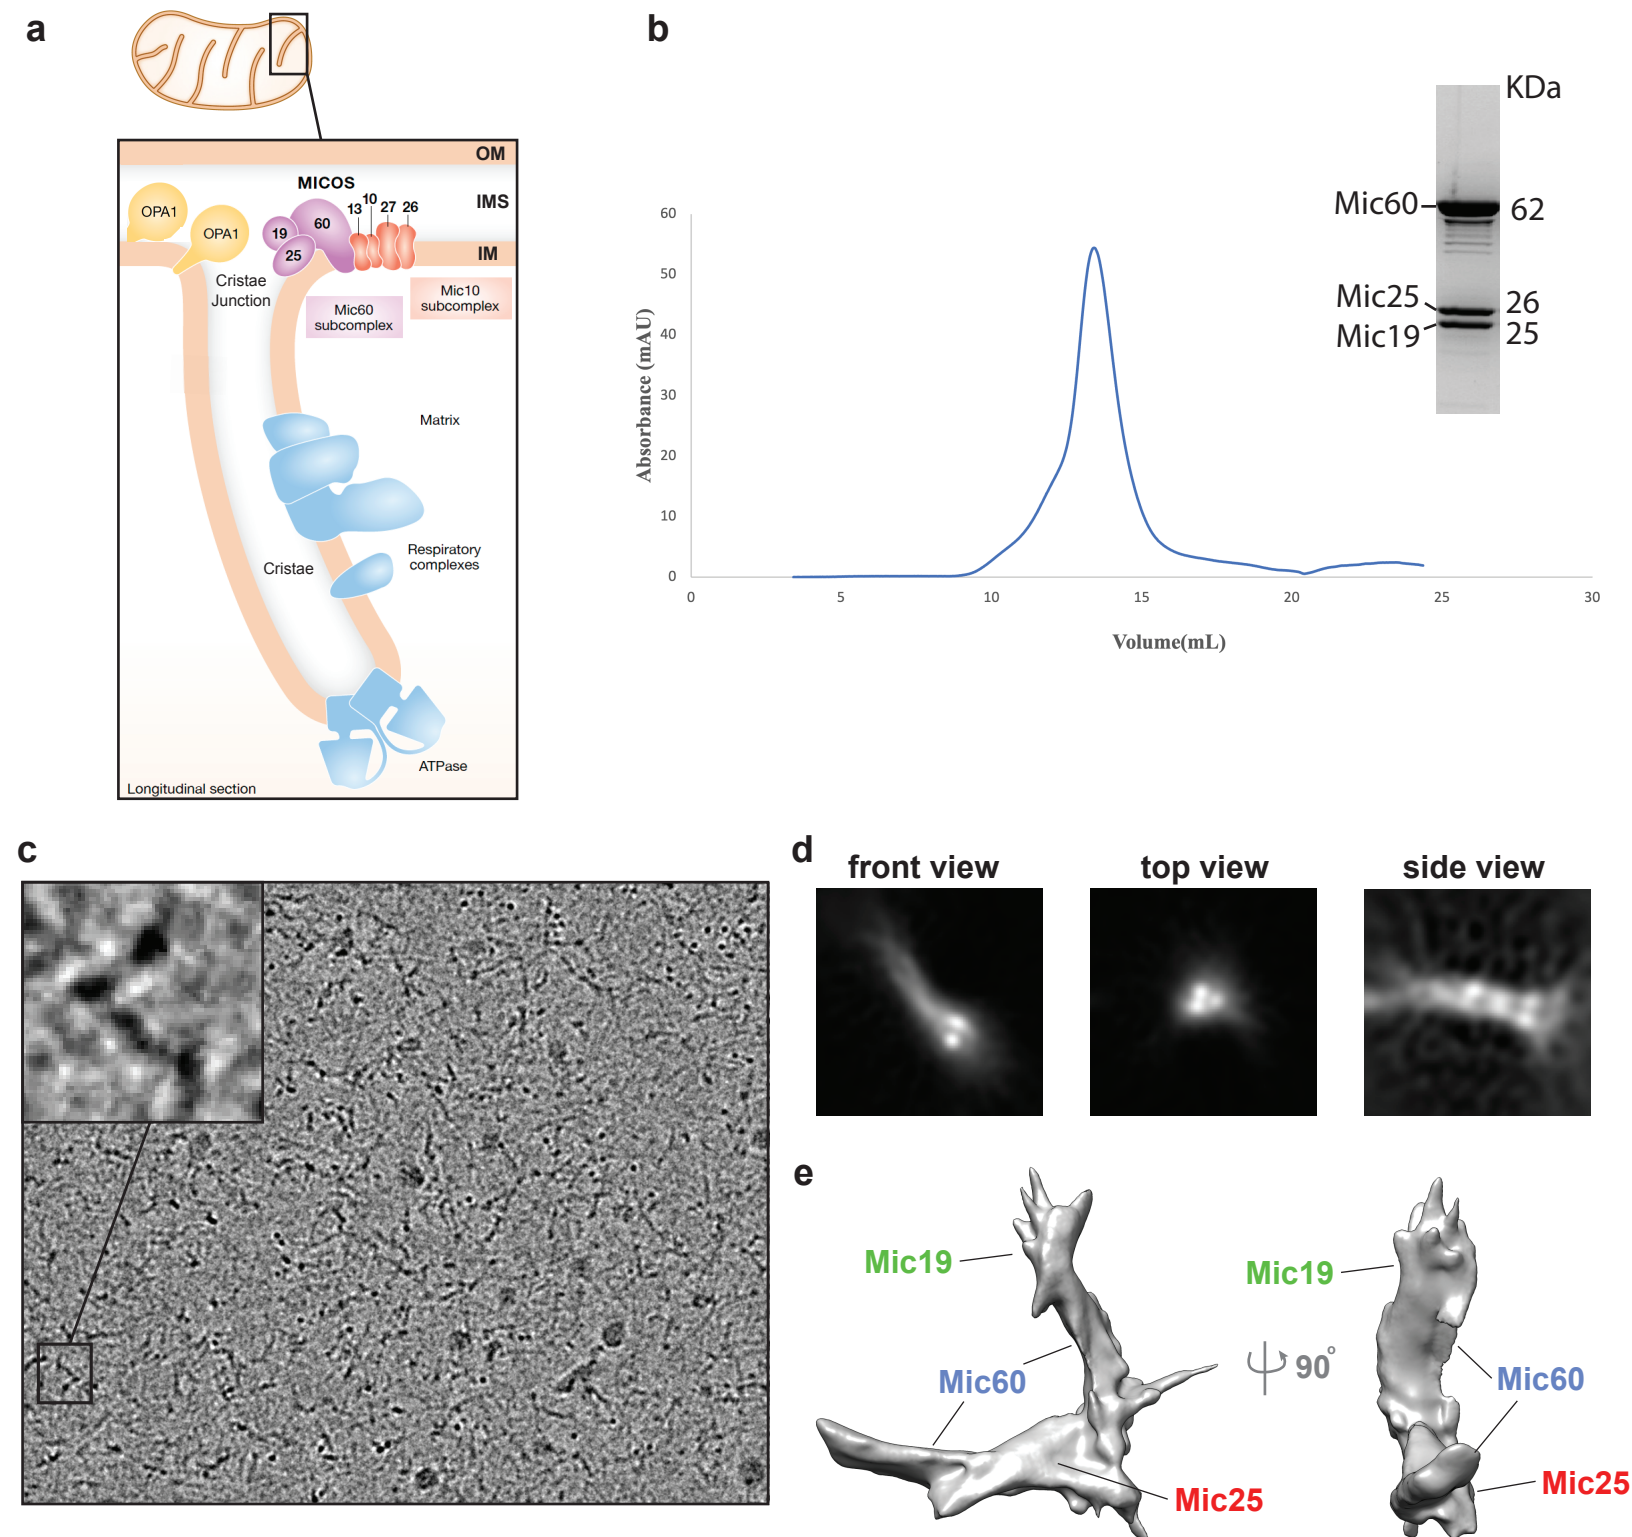 a
OM
MICOS
IMS
OPA1
OPA1
19
25
60
13
10
27
26
IM
Cristae
Junction
Mic60
subcomplex
Mic10
subcomplex
Matrix
Respiratory
complexes
Cristae
ATPase
Longitudinal section
b
KDa
Mic60
62
Mic25
26
Mic19
25
Absorbance (mAU)
60
50
40
30
20
10
0
0
5
10
15
20
25
30
Volume(mL)
c
d
front view
top view
side view
e
Mic19
Mic60
Mic25
90°
Mic19
Mic60
Mic25